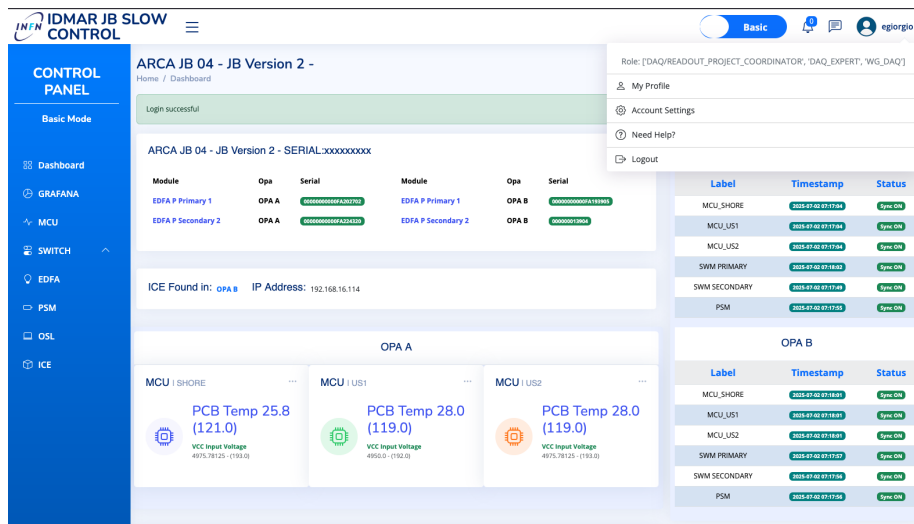 INFN
IDMAR JB SLOW CONTROL
Basic
0
egiorgio
CONTROL PANEL
Basic Mode
Dashboard
GRAFANA
MCU
SWITCH
EDFA
PSM
OSL
ICE
ARCA JB 04 - JB Version 2 -
Home / Dashboard
Login successful
Role: ['DAQ/READOUT_PROJECT_COORDINATOR', 'DAQ_EXPERT', 'WG_DAQ']
My Profile
Account Settings
Need Help?
Logout
ARCA JB 04 - JB Version 2 - SERIAL:xxxxxxxxx
Module Opa Serial Module Opa Serial
EDFA P Primary 1 OPA A 00000000000FA202702 EDFA P Primary 1 OPA B 00000000000FA193905
EDFA P Secondary 2 OPA A 00000000000FA224320 EDFA P Secondary 2 OPA B 000000013904
ICE Found in: OPA B IP Address: 192.168.16.114
OPA A
MCU | SHORE ...
PCB Temp 25.8 (121.0)
VCC Input Voltage
4975.78125 - (193.0)
MCU | US1 ...
PCB Temp 28.0 (119.0)
VCC Input Voltage
4950.0 - (192.0)
MCU | US2 ...
PCB Temp 28.0 (119.0)
VCC Input Voltage
4975.78125 - (193.0)
Label Timestamp Status
MCU_SHORE 2025-07-02 07:17:04 Sync ON
MCU_US1 2025-07-02 07:17:04 Sync ON
MCU_US2 2025-07-02 07:17:04 Sync ON
SWM PRIMARY 2025-07-02 07:18:02 Sync ON
SWM SECONDARY 2025-07-02 07:17:49 Sync ON
PSM 2025-07-02 07:17:55 Sync ON
OPA B
Label Timestamp Status
MCU_SHORE 2025-07-02 07:18:01 Sync ON
MCU_US1 2025-07-02 07:18:01 Sync ON
MCU_US2 2025-07-02 07:18:01 Sync ON
SWM PRIMARY 2025-07-02 07:17:57 Sync ON
SWM SECONDARY 2025-07-02 07:17:56 Sync ON
PSM 2025-07-02 07:17:56 Sync ON